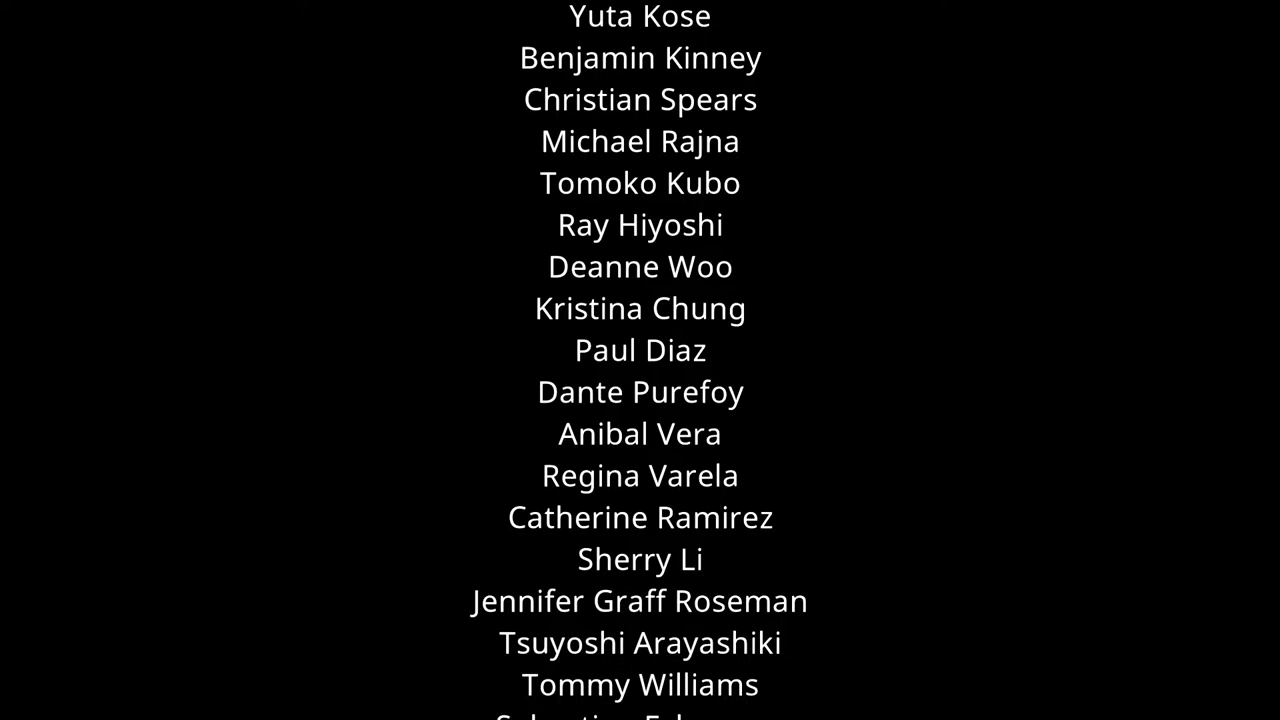 Yuta Kose
Benjamin Kinney
Christian Spears
Michael Rajna
Tomoko Kubo
Ray Hiyoshi
Deanne Woo
Kristina Chung
Paul Diaz
Dante Purefoy
Anibal Vera
Regina Varela
Catherine Ramirez
Sherry Li
Jennifer Graff Roseman
Tsuyoshi Arayashiki
Tommy Williams